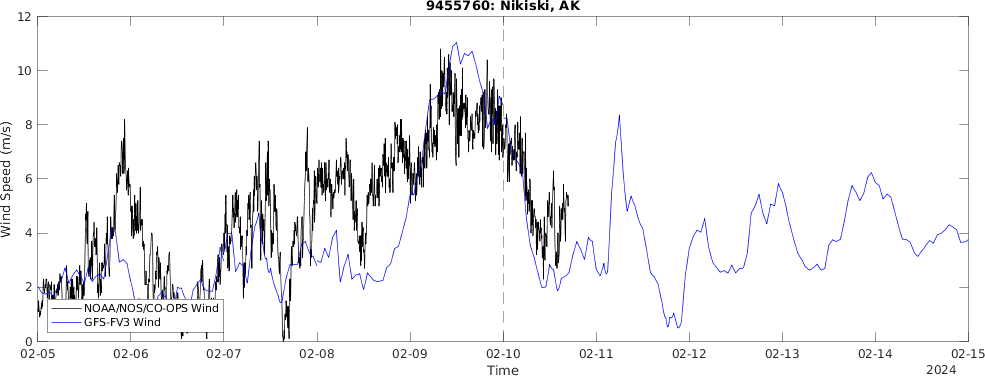 9455760: Nikiski, AK
12
10
8
6
4
2
0
Wind Speed (m/s)
NOAA/NOS/CO-OPS Wind
GFS-FV3 Wind
02-05 02-06 02-07 02-08 02-09 02-10 02-11 02-12 02-13 02-14 02-15
Time
2024